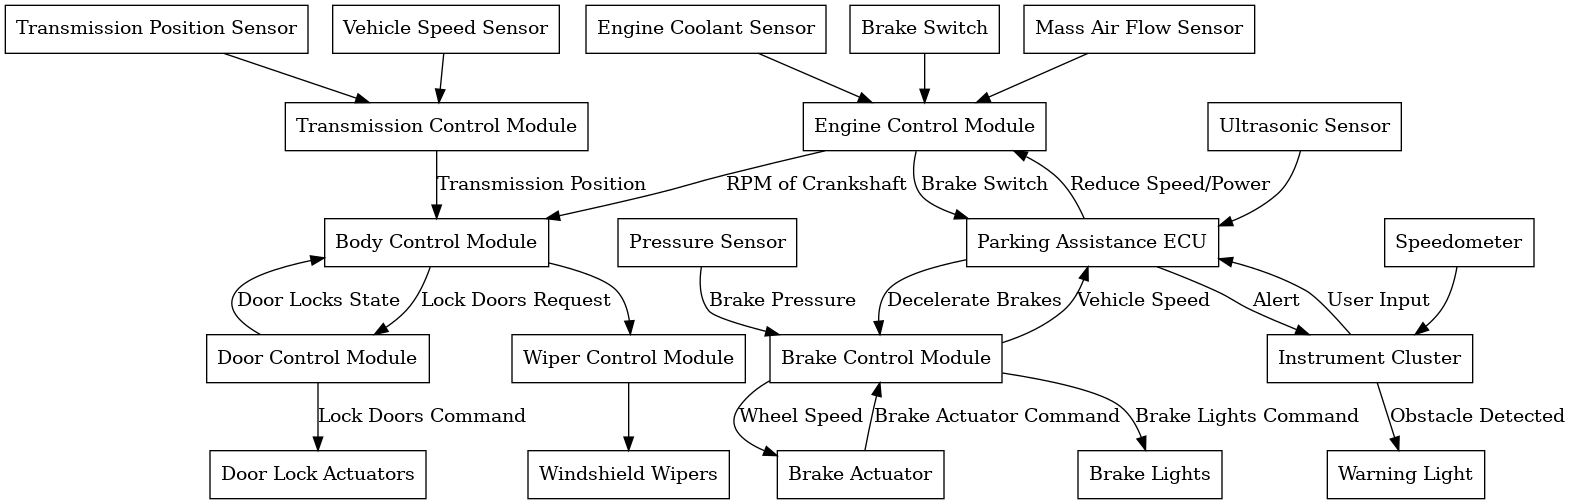 Transmission Position Sensor
Vehicle Speed Sensor
Engine Coolant Sensor
Brake Switch
Mass Air Flow Sensor
Transmission Control Module
Engine Control Module
Ultrasonic Sensor
Transmission Position
RPM of Crankshaft
Brake Switch
Reduce Speed/Power
Body Control Module
Pressure Sensor
Parking Assistance ECU
Speedometer
Door Locks State
Lock Doors Request
Brake Pressure
Decelerate Brakes
Vehicle Speed
Alert
User Input
Door Control Module
Wiper Control Module
Brake Control Module
Instrument Cluster
Lock Doors Command
Wheel Speed
Brake Actuator Command
Brake Lights Command
Obstacle Detected
Door Lock Actuators
Windshield Wipers
Brake Actuator
Brake Lights
Warning Light